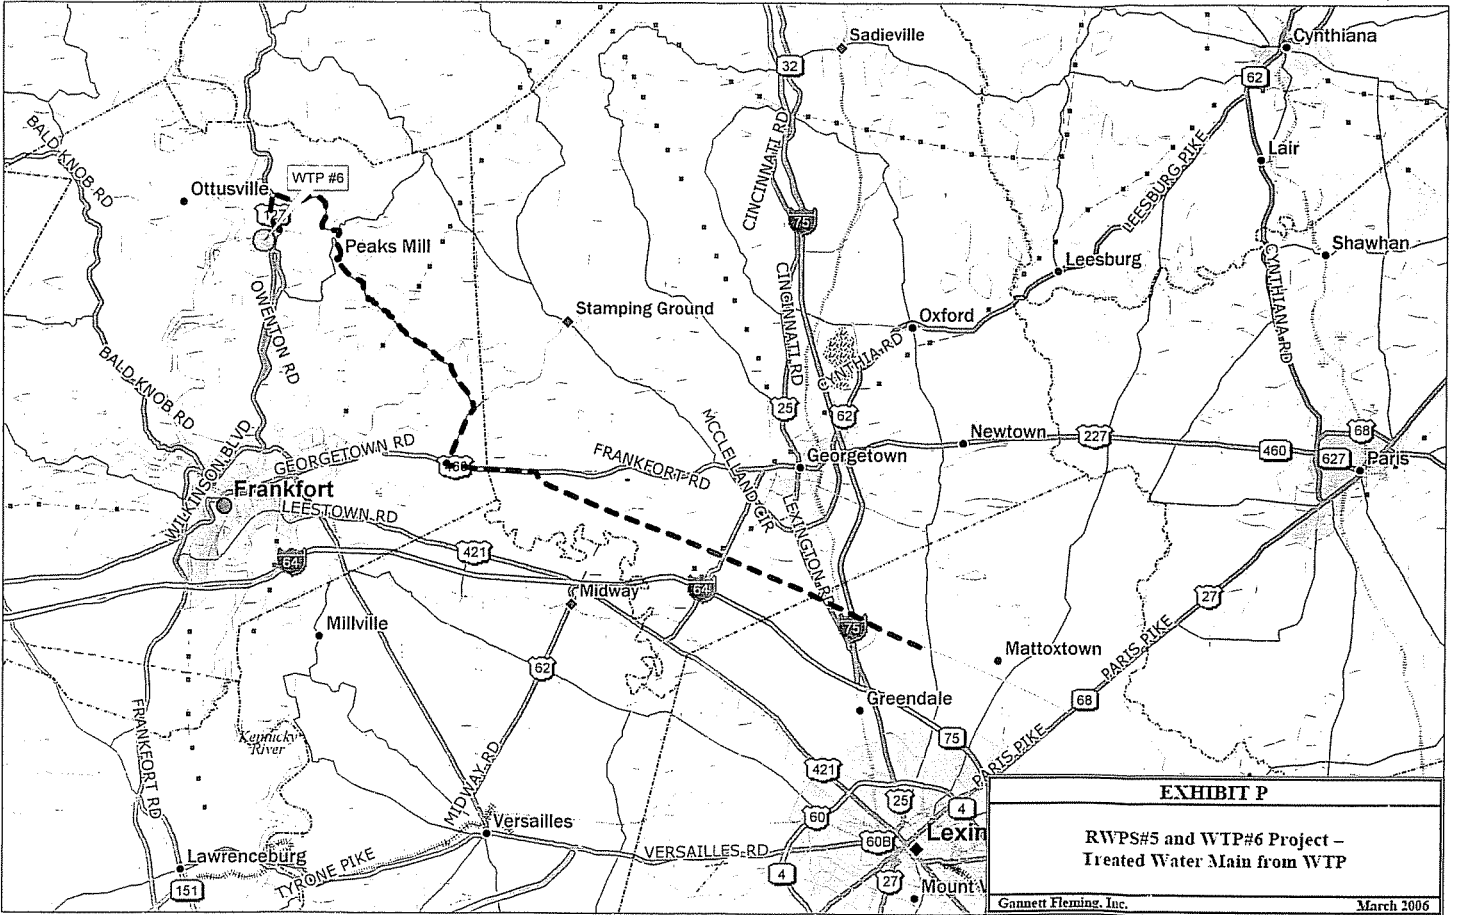 Sadieville
Cynthiana
32
62
BALD KNOB RD
CINCINNATI RD
LEESBURG PIKE
Lair
WTP #6
Ottusville
127
75
Peaks Mill
Shawhan
Leesburg
CYNTHIANA RD
OWENTON RD
CINCINNATI RD
Stamping Ground
Oxford
CYNTHIA RD
BALD KNOB RD
25
62
MCCLELLAND CIR
WILKINSON BLVD
GEORGETOWN RD
FRANKFORT RD
Georgetown
Newtown
227
460
627
68
Paris
460
Frankfort
LEESTOWN RD
LEXINGTON RD
421
64
64
Midway
27
Millville
75
Mattoxtown
PARIS PIKE
62
Greendale
68
FRANKFORT RD
Kentucky
River
75
MIDWAY RD
421
PARIS PIKE
25
4
60
Versailles
60B
Lexin
VERSAILLES RD
Lawrenceburg
TYRONE PIKE
151
4
27
Mount V
EXHIBIT P
RWPS#5 and WTP#6 Project –
Treated Water Main from WTP
Gannett Fleming, Inc.
March 2006